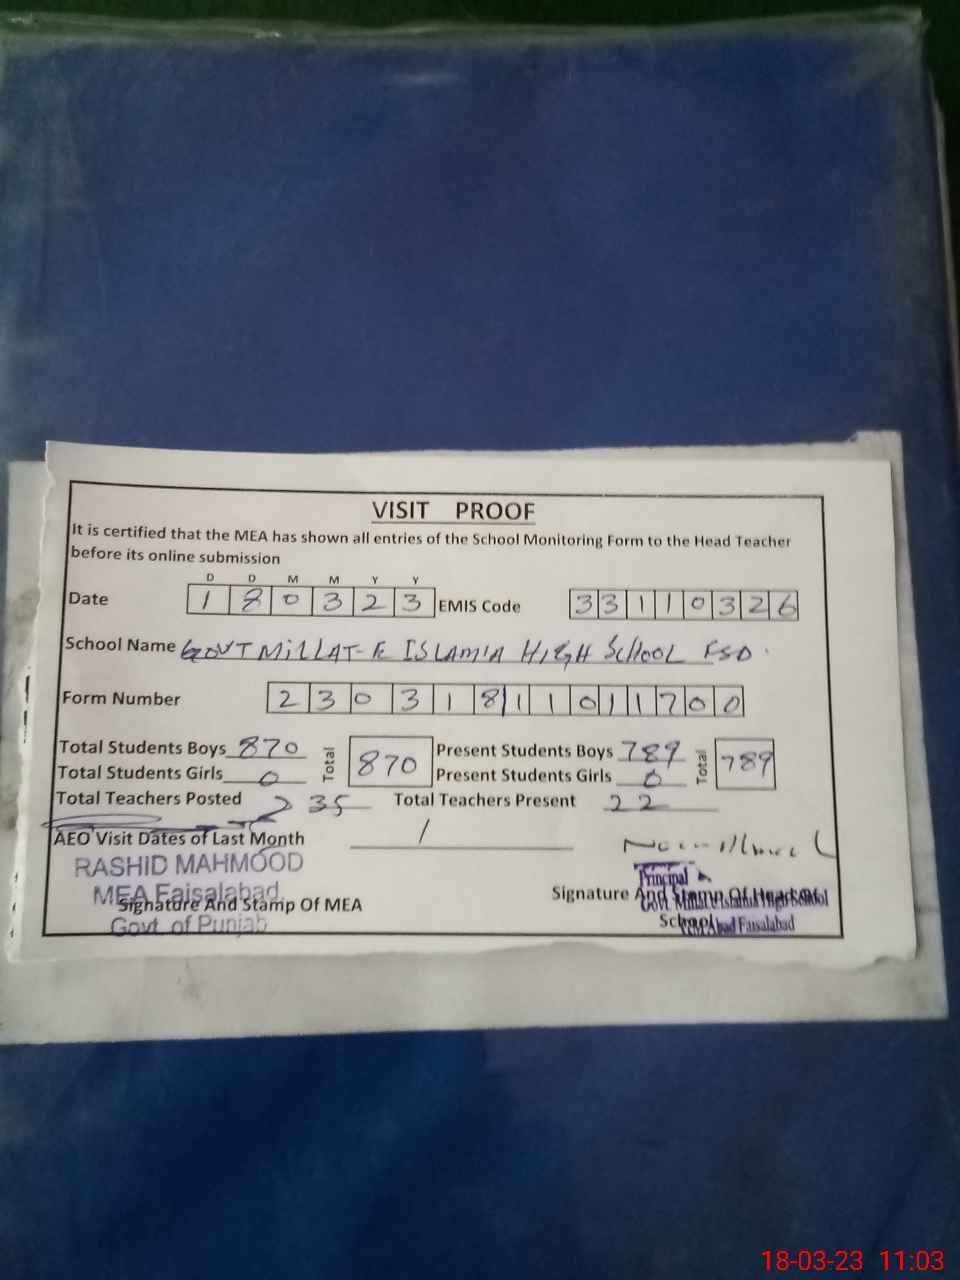 VISIT PROOF
It is certified that the MEA has shown all entries of the School Monitoring Form to the Head Teacher
before its online submission
D D M M Y Y
Date 1 8 0 3 2 3 EMIS Code 3 3 1 1 0 3 2 6
School Name GOVT MILLAT-E ISLAMIA HIGH SCHOOL FSD.
Form Number 2 3 0 3 1 8 1 1 0 1 1 7 0 0
Total Students Boys 870 Total 870 Present Students Boys 789 Total 789
Total Students Girls 0 Present Students Girls 0
Total Teachers Posted 35 Total Teachers Present 22
AEO Visit Dates of Last Month /
RASHID MAHMOOD
MEA Faisalabad
Signature And Stamp Of MEA
Govt of Punjab
Principal
Signature And Stamp Of Head Of
Govt High School
School
Abad Faisalabad
18-03-23 11:03